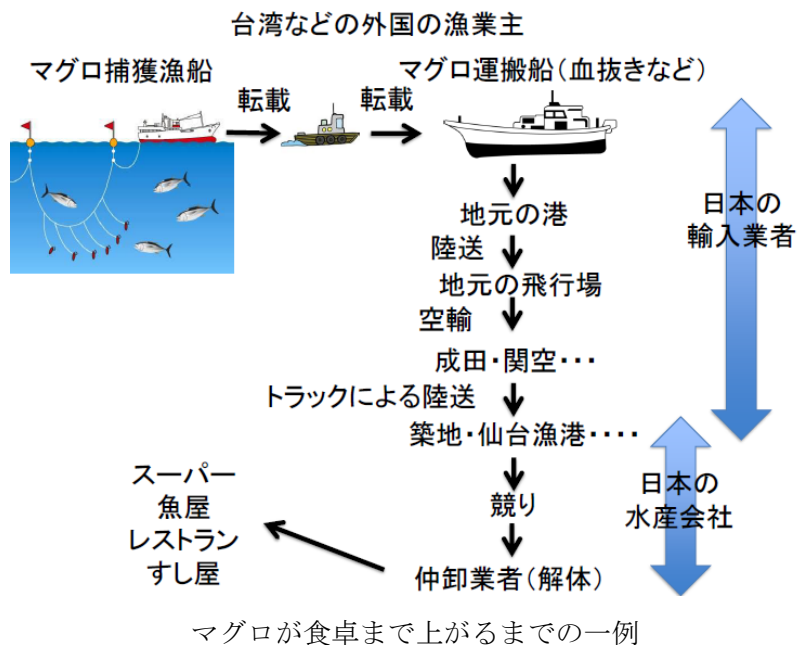 台湾などの外国の漁業主
マグロ捕獲漁船
マグロ運搬船(血抜きなど)
転載
転載
地元の港
陸送
地元の飛行場
空輸
成田・関空・・・
トラックによる陸送
築地・仙台漁港・・・・
競り
仲卸業者(解体)
スーパー
魚屋
レストラン
すし屋
日本の
輸入業者
日本の
水産会社
マグロが食卓まで上がるまでの一例